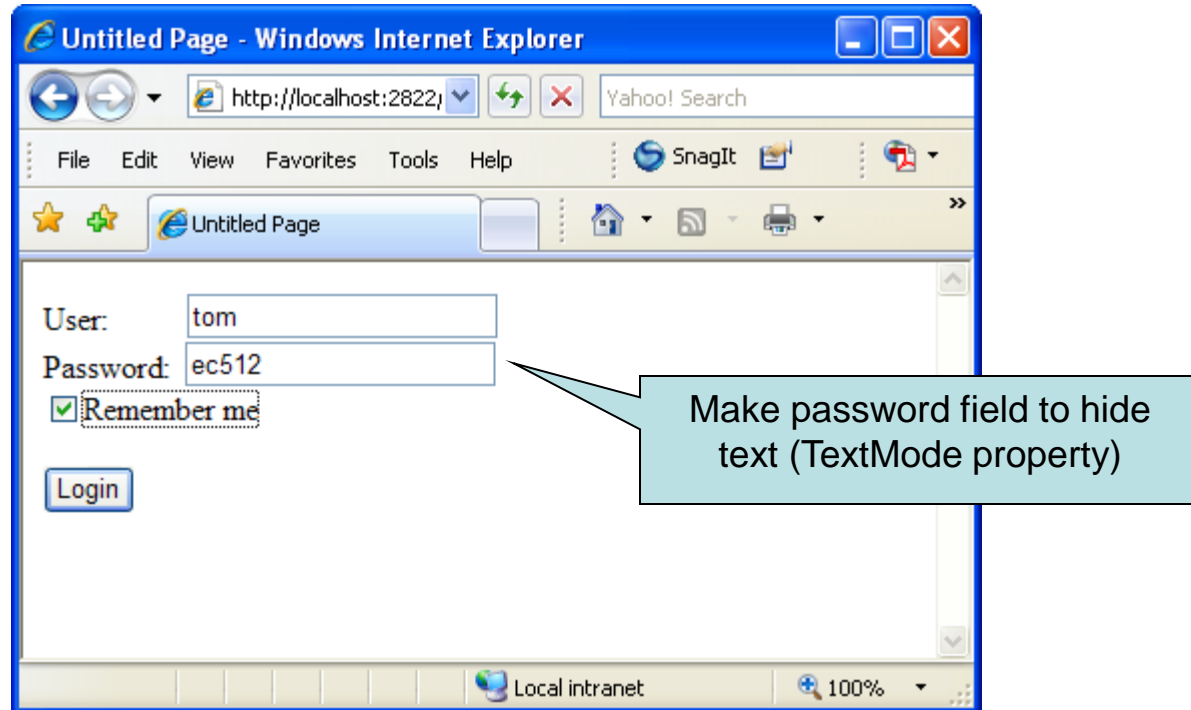 Untitled Page - Windows Internet Explorer
http://localhost:2822/
Yahoo! Search
File Edit View Favorites Tools Help SnagIt
Untitled Page
»
User: tom
Password: ec512
Remember me
Login
Make password field to hide
text (TextMode property)
Local intranet 100%